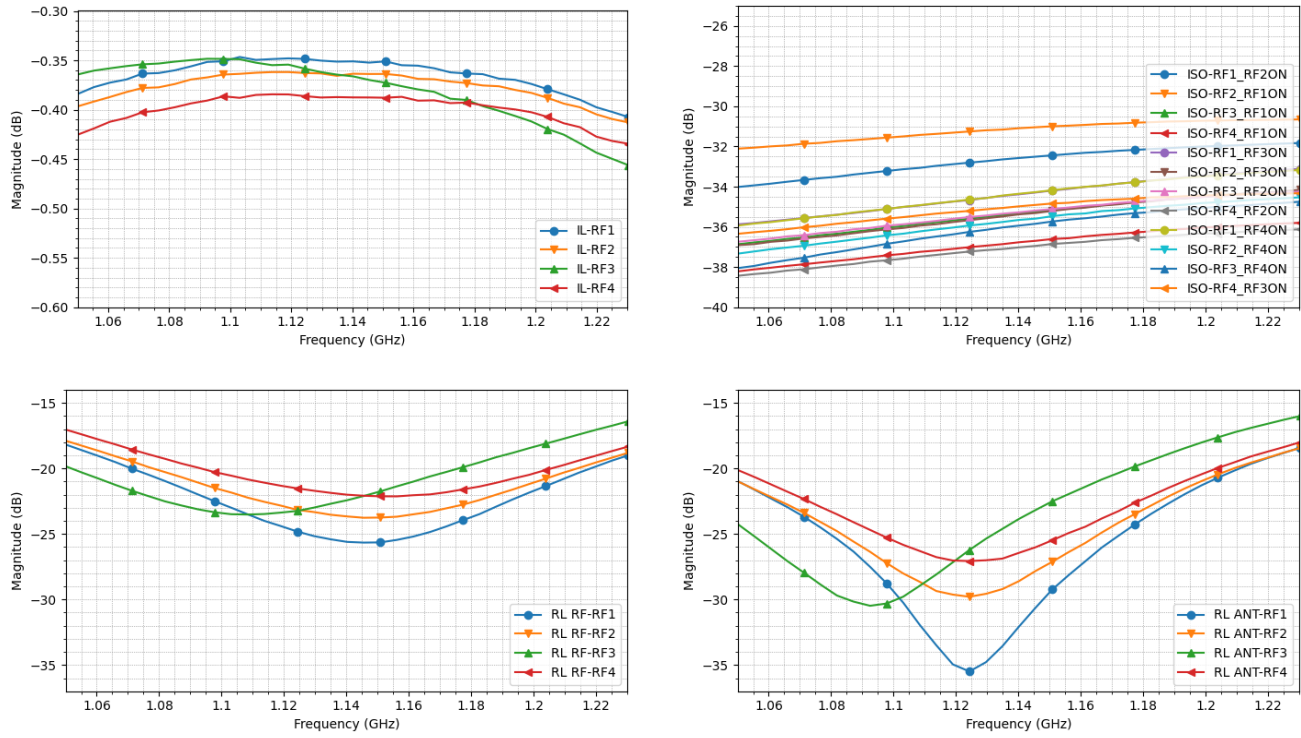 −0.30
−0.35
−0.40
−0.45
−0.50
−0.55
−0.60
Magnitude (dB)
1.06
1.08
1.1
1.12
1.14
1.16
1.18
1.2
1.22
Frequency (GHz)
IL-RF1
IL-RF2
IL-RF3
IL-RF4
−26
−28
−30
−32
−34
−36
−38
−40
Magnitude (dB)
1.06
1.08
1.1
1.12
1.14
1.16
1.18
1.2
1.22
Frequency (GHz)
ISO-RF1_RF2ON
ISO-RF2_RF1ON
ISO-RF3_RF1ON
ISO-RF4_RF1ON
ISO-RF1_RF3ON
ISO-RF2_RF3ON
ISO-RF3_RF2ON
ISO-RF4_RF2ON
ISO-RF1_RF4ON
ISO-RF2_RF4ON
ISO-RF3_RF4ON
ISO-RF4_RF3ON
−15
−20
−25
−30
−35
Magnitude (dB)
1.06
1.08
1.1
1.12
1.14
1.16
1.18
1.2
1.22
Frequency (GHz)
RL RF-RF1
RL RF-RF2
RL RF-RF3
RL RF-RF4
−15
−20
−25
−30
−35
Magnitude (dB)
1.06
1.08
1.1
1.12
1.14
1.16
1.18
1.2
1.22
Frequency (GHz)
RL ANT-RF1
RL ANT-RF2
RL ANT-RF3
RL ANT-RF4